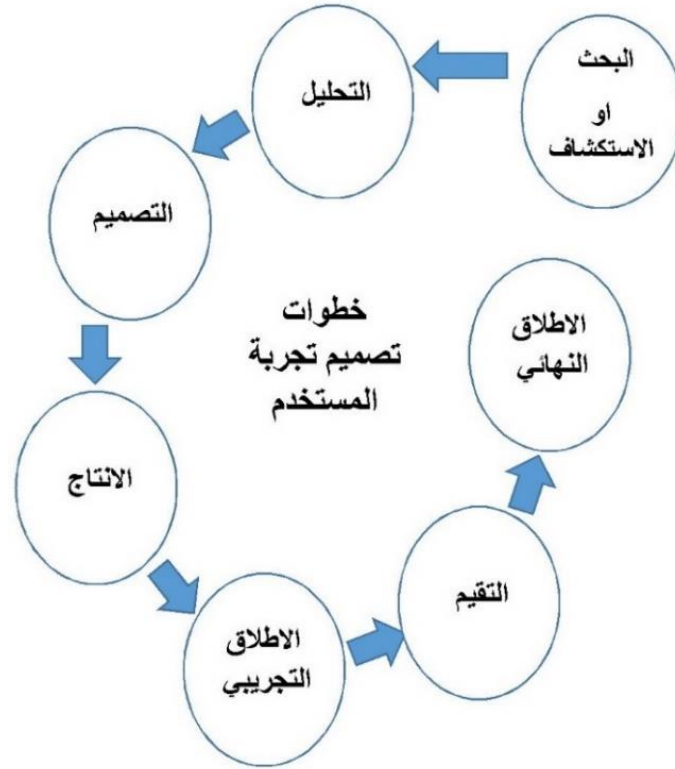 البحث
او
الاستكشاف
التحليل
التصميم
الانتاج
الاطلاق
التجريبي
التقيم
الاطلاق
النهائي
خطوات
تصميم تجربة
المستخدم